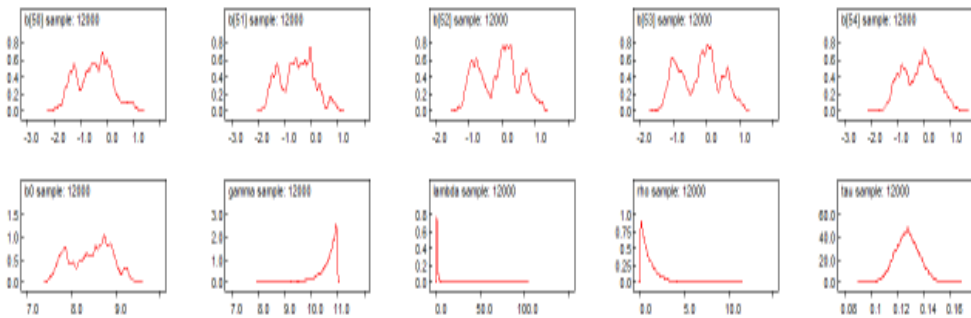 b[50] sample: 12000
0.8
0.6
0.4
0.2
0.0
-3.0 -2.0 -1.0 0.0 1.0
b[51] sample: 12000
0.8
0.6
0.4
0.2
0.0
-3.0 -2.0 -1.0 0.0 1.0
b[52] sample: 12000
0.8
0.6
0.4
0.2
0.0
-2.0 -1.0 0.0 1.0
b[53] sample: 12000
0.8
0.6
0.4
0.2
0.0
-2.0 -1.0 0.0 1.0
b[54] sample: 12000
0.8
0.6
0.4
0.2
0.0
-3.0 -2.0 -1.0 0.0 1.0
b0 sample: 12000
1.5
1.0
0.5
0.0
7.0 8.0 9.0
gamma sample: 12000
3.0
2.0
1.0
0.0
7.0 8.0 9.0 10.0 11.0
lambda sample: 12000
0.8
0.6
0.4
0.2
0.0
0.0 50.0 100.0
rho sample: 12000
1.0
0.75
0.5
0.25
0.0
0.0 5.0 10.0
tau sample: 12000
60.0
40.0
20.0
0.0
0.08 0.1 0.12 0.14 0.16